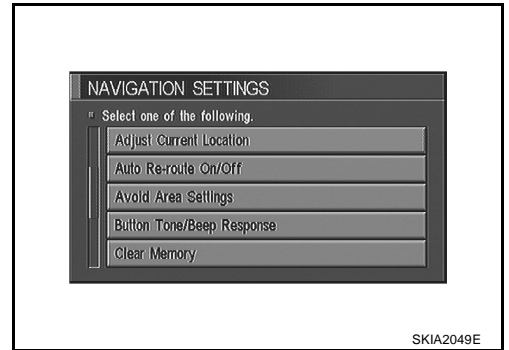 NAVIGATION SETTINGS
Select one of the following.
Adjust Current Location
Auto Re-route On/Off
Avoid Area Settings
Button Tone/Beep Response
Clear Memory
SKIA2049E